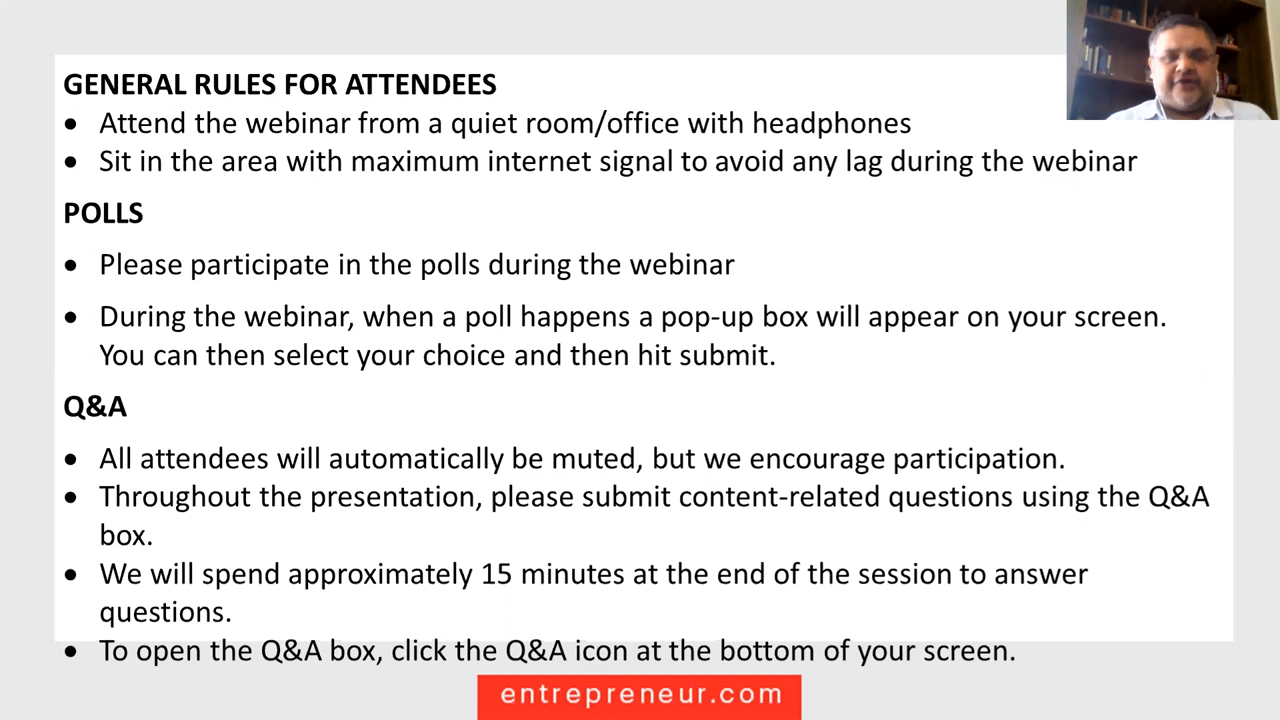 GENERAL RULES FOR ATTENDEES
• Attend the webinar from a quiet room/office with headphones
• Sit in the area with maximum internet signal to avoid any lag during the webinar
POLLS
• Please participate in the polls during the webinar
• During the webinar, when a poll happens a pop-up box will appear on your screen.
You can then select your choice and then hit submit.
Q&A
• All attendees will automatically be muted, but we encourage participation.
• Throughout the presentation, please submit content-related questions using the Q&A
box.
• We will spend approximately 15 minutes at the end of the session to answer
questions.
• To open the Q&A box, click the Q&A icon at the bottom of your screen.
entrepreneur.com